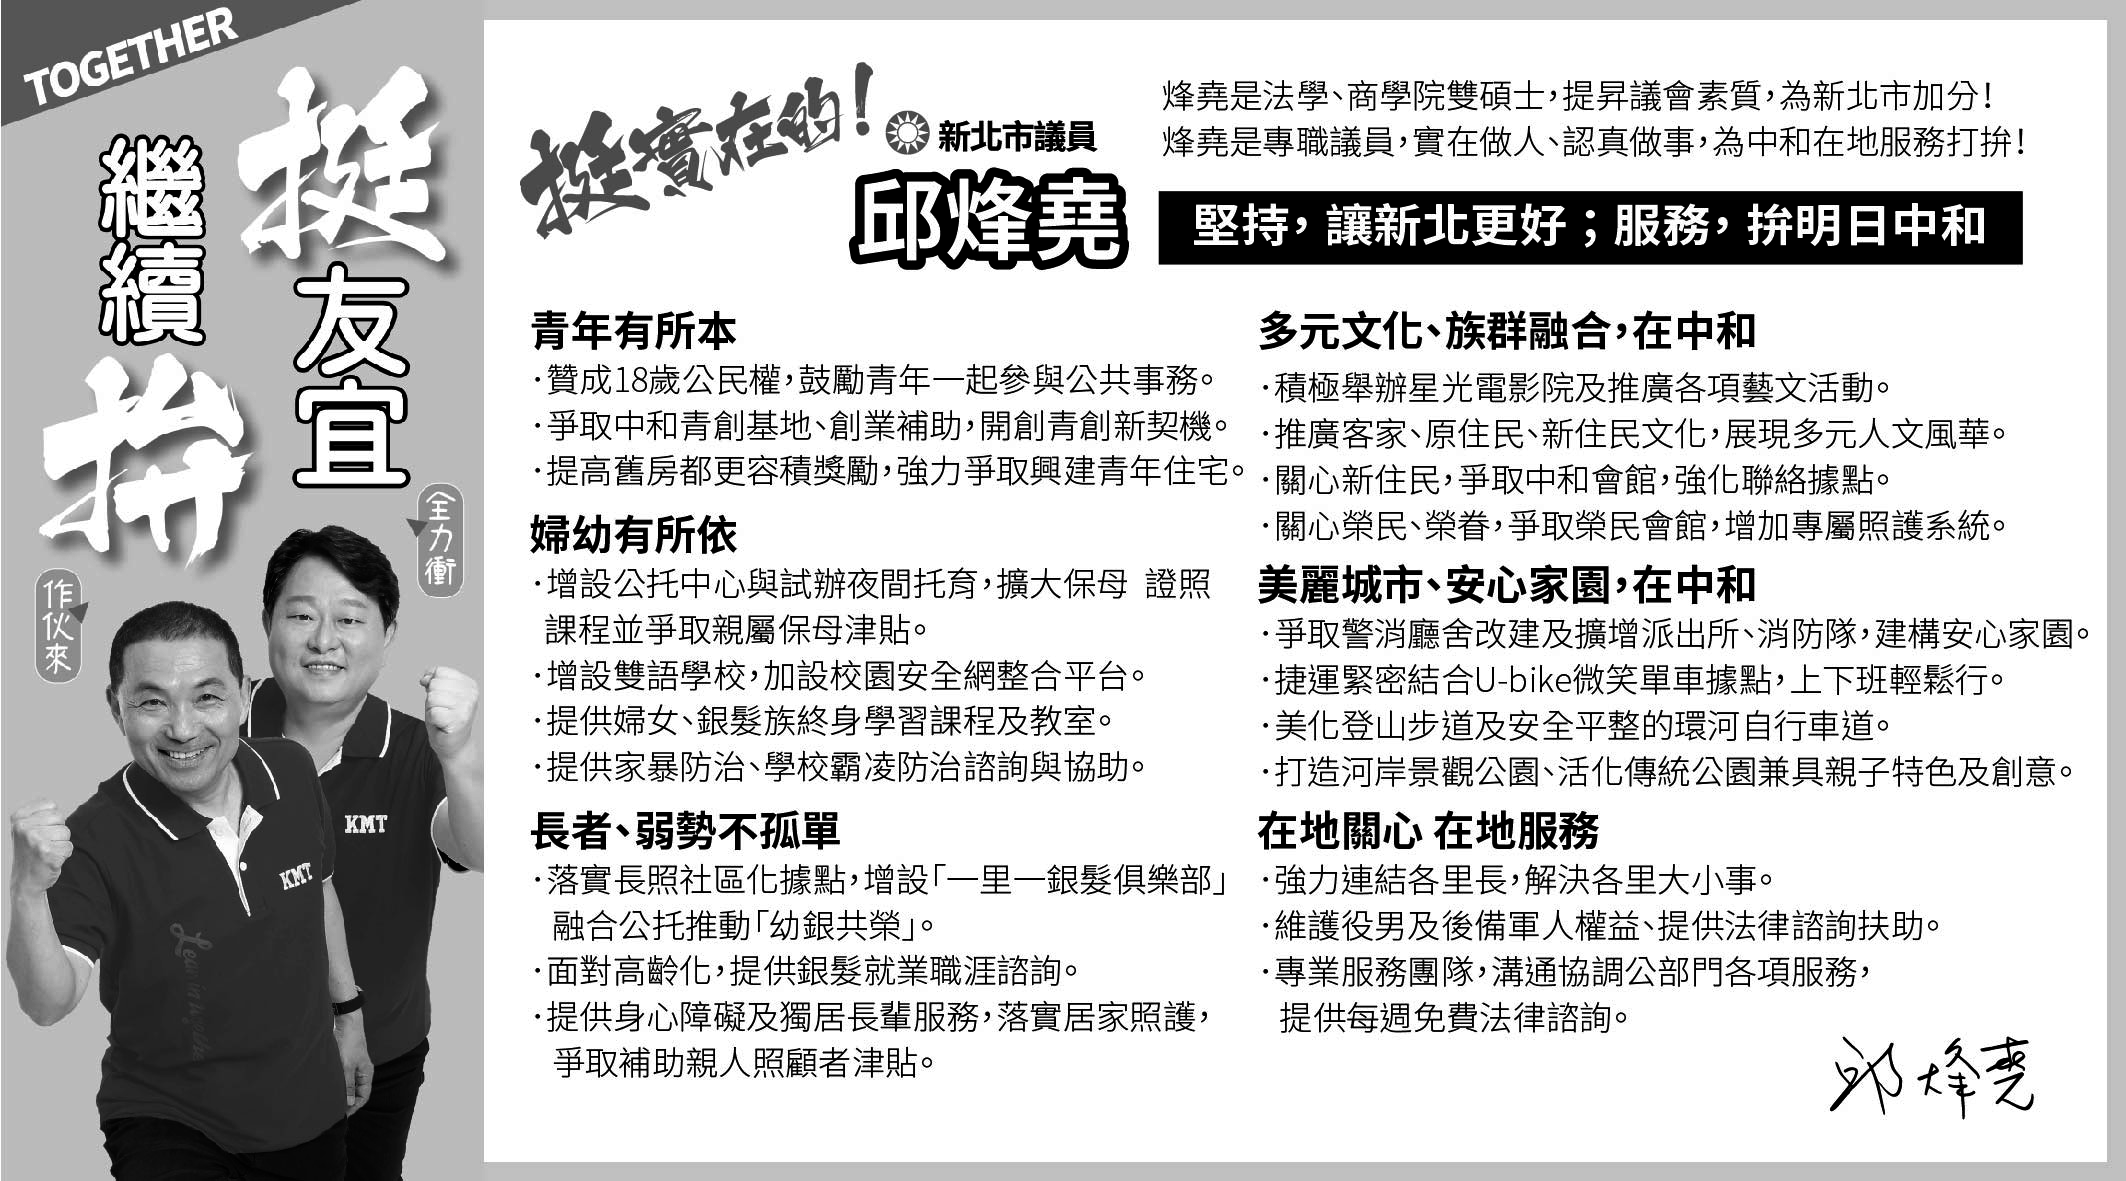 TOGETHER
挺友宜
繼續拚
全力衝
作伙來
KMT
KMT
挺實在的！
新北市議員
邱烽堯
烽堯是法學、商學院雙碩士，提昇議會素質，為新北市加分！
烽堯是專職議員，實在做人、認真做事，為中和在地服務打拚！
堅持，讓新北更好；服務，拚明日中和
青年有所本
·贊成18歲公民權，鼓勵青年一起參與公共事務。
·爭取中和青創基地、創業補助，開創青創新契機。
·提高舊房都更容積獎勵，強力爭取興建青年住宅。
婦幼有所依
·增設公托中心與試辦夜間托育，擴大保母 證照
課程並爭取親屬保母津貼。
·增設雙語學校，加設校園安全網整合平台。
·提供婦女、銀髮族終身學習課程及教室。
·提供家暴防治、學校霸凌防治諮詢與協助。
長者、弱勢不孤單
·落實長照社區化據點，增設「一里一銀髮俱樂部」
融合公托推動「幼銀共榮」。
·面對高齡化，提供銀髮就業職涯諮詢。
·提供身心障礙及獨居長輩服務，落實居家照護，
爭取補助親人照顧者津貼。
多元文化、族群融合，在中和
·積極舉辦星光電影院及推廣各項藝文活動。
·推廣客家、原住民、新住民文化，展現多元人文風華。
·關心新住民，爭取中和會館，強化聯絡據點。
·關心榮民、榮眷，爭取榮民會館，增加專屬照護系統。
美麗城市、安心家園，在中和
·爭取警消廳舍改建及擴增派出所、消防隊，建構安心家園。
·捷運緊密結合U-bike微笑單車據點，上下班輕鬆行。
·美化登山步道及安全平整的環河自行車道。
·打造河岸景觀公園、活化傳統公園兼具親子特色及創意。
在地關心 在地服務
·強力連結各里長，解決各里大小事。
·維護役男及後備軍人權益、提供法律諮詢扶助。
·專業服務團隊，溝通協調公部門各項服務，
提供每週免費法律諮詢。
邱烽堯